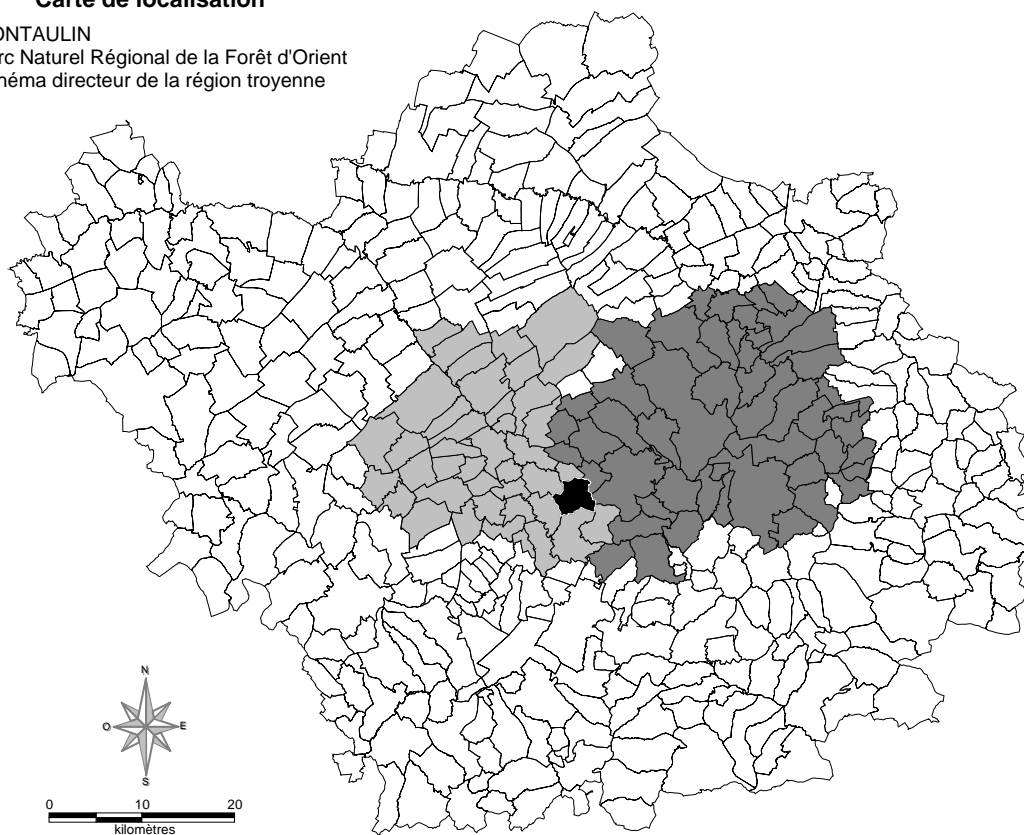 Carte de localisation
ONTAULIN
rc Naturel Régional de la Forêt d'Orient
néma directeur de la région troyenne
N
O
E
S
0 10 20
kilomètres